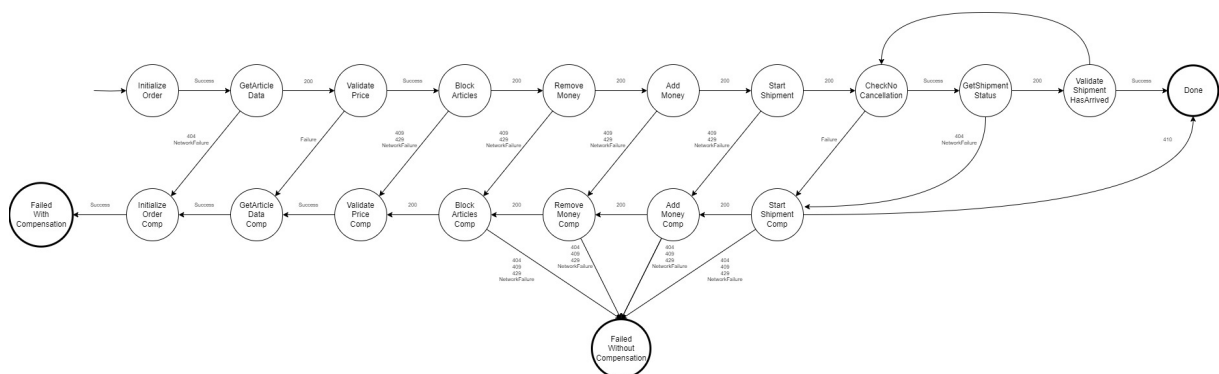 Initialize
Order
Success
GetArticle
Data
200
Validate
Price
Success
Block
Articles
200
Remove
Money
200
Add
Money
200
Start
Shipment
200
CheckNo
Cancellation
Success
GetShipment
Status
200
Validate
Shipment
HasArrived
Success
Done
404
NetworkFailure
Failure
409
429
NetworkFailure
409
429
NetworkFailure
409
429
NetworkFailure
409
429
NetworkFailure
Failure
404
NetworkFailure
410
Failed
With
Compensation
Success
Initialize
Order
Comp
Success
GetArticle
Data
Comp
Success
Validate
Price
Comp
200
Block
Articles
Comp
200
Remove
Money
Comp
200
Add
Money
Comp
200
Start
Shipment
Comp
404
409
429
NetworkFailure
404
409
429
NetworkFailure
404
409
429
NetworkFailure
404
409
429
NetworkFailure
Failed
Without
Compensation